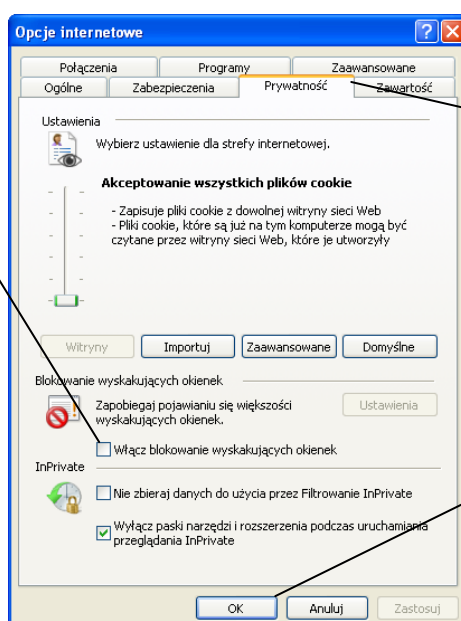 Opcje internetowe
Połączenia Programy Zaawansowane
Ogólne Zabezpieczenia Prywatność Zawartość
Ustawienia
Wybierz ustawienie dla strefy internetowej.
Akceptowanie wszystkich plików cookie
- Zapisuje pliki cookie z dowolnej witryny sieci Web
- Pliki cookie, które są już na tym komputerze mogą być
czytane przez witryny sieci Web, które je utworzyły
Witryny Importuj Zaawansowane Domyślne
Blokowanie wyskakujących okienek
Zapobiegaj pojawianiu się większości
wyskakujących okienek.
Ustawienia
Włącz blokowanie wyskakujących okienek
InPrivate
Nie zbieraj danych do użycia przez Filtrowanie InPrivate
Wyłącz paski narzędzi i rozszerzenia podczas uruchamiania
przeglądania InPrivate
OK Anuluj Zastosuj